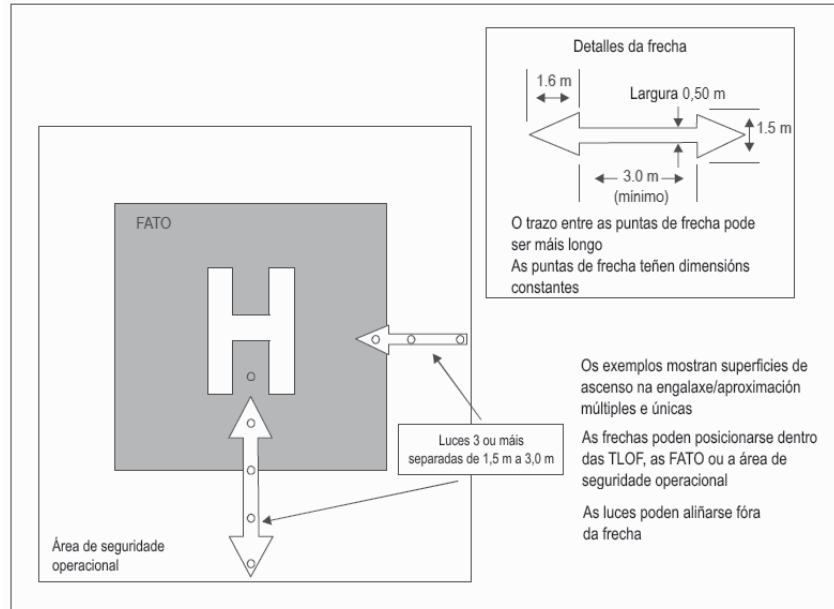 Detalles da frecha
1.6 m
Largura 0,50 m
1.5 m
3.0 m
(mínimo)
O trazo entre as puntas de frecha pode
ser máis longo
As puntas de frecha teñen dimensións
constantes
FATO
H
Luces 3 ou máis
separadas de 1,5 m a 3,0 m
Os exemplos mostran superficies de
ascenso na engalaxe/aproximación
múltiples e únicas
As frechas poden posicionarse dentro
das TLOF, as FATO ou a área de
seguridade operacional
As luces poden aliñarse fóra
da frecha
Área de seguridade
operacional